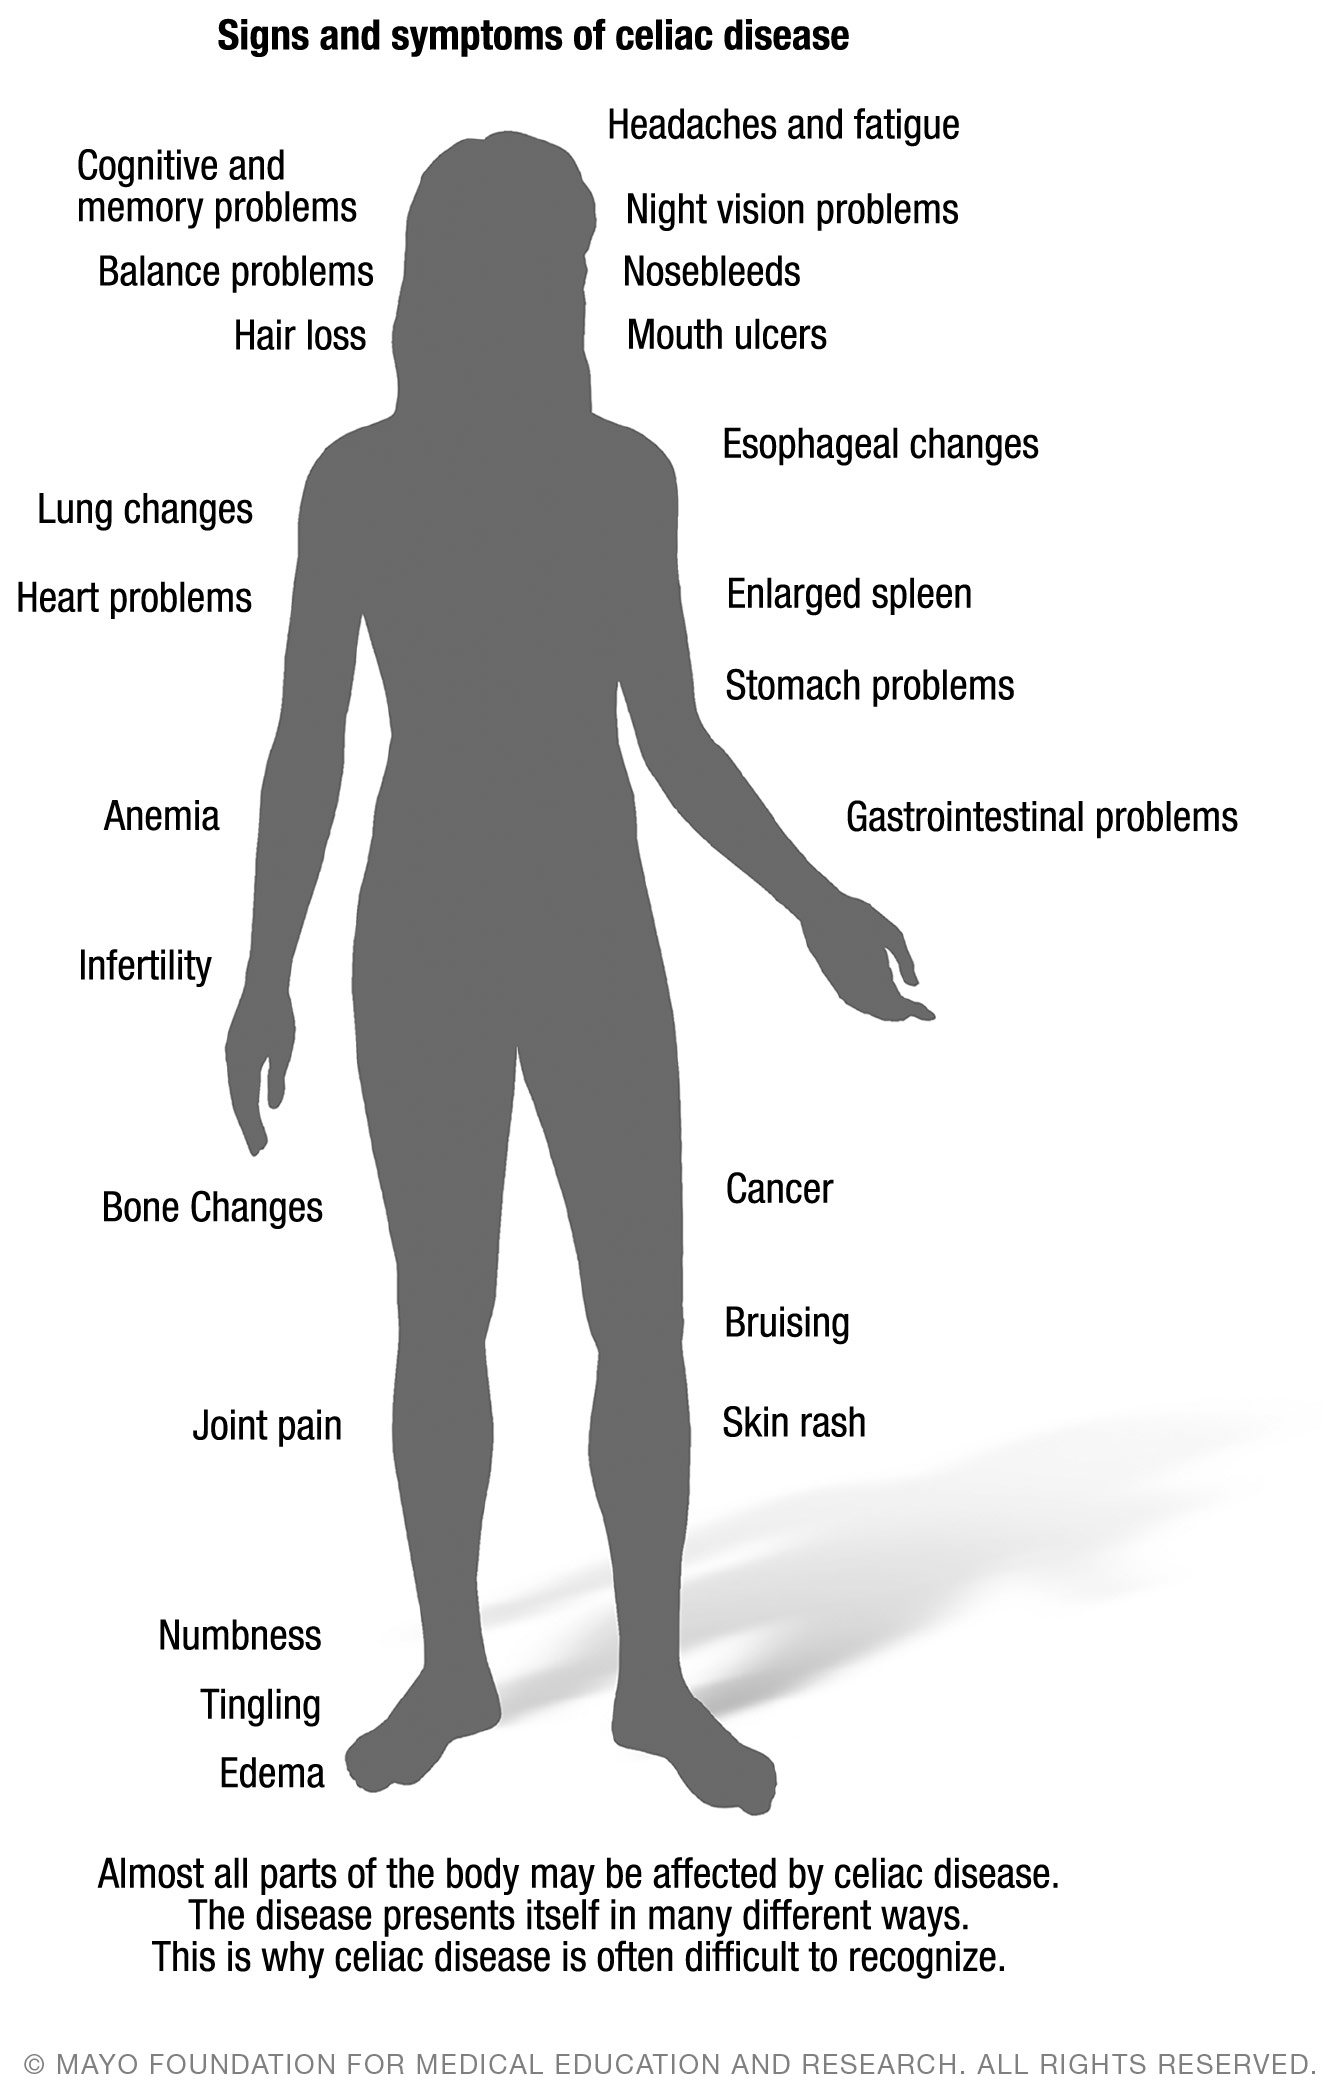 Signs and symptoms of celiac disease
Headaches and fatigue
Cognitive and
memory problems
Night vision problems
Balance problems
Nosebleeds
Hair loss
Mouth ulcers
Esophageal changes
Lung changes
Heart problems
Enlarged spleen
Stomach problems
Anemia
Gastrointestinal problems
Infertility
Bone Changes
Cancer
Bruising
Joint pain
Skin rash
Numbness
Tingling
Edema
Almost all parts of the body may be affected by celiac disease.
The disease presents itself in many different ways.
This is why celiac disease is often difficult to recognize.
© MAYO FOUNDATION FOR MEDICAL EDUCATION AND RESEARCH. ALL RIGHTS RESERVED.